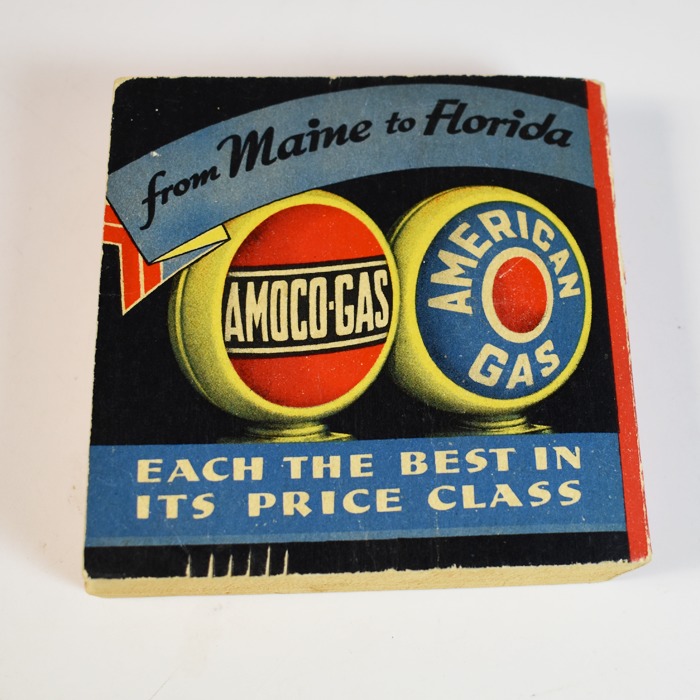 from Maine to Florida
AMOCO-GAS
AMERICAN
GAS
EACH THE BEST IN
ITS PRICE CLASS